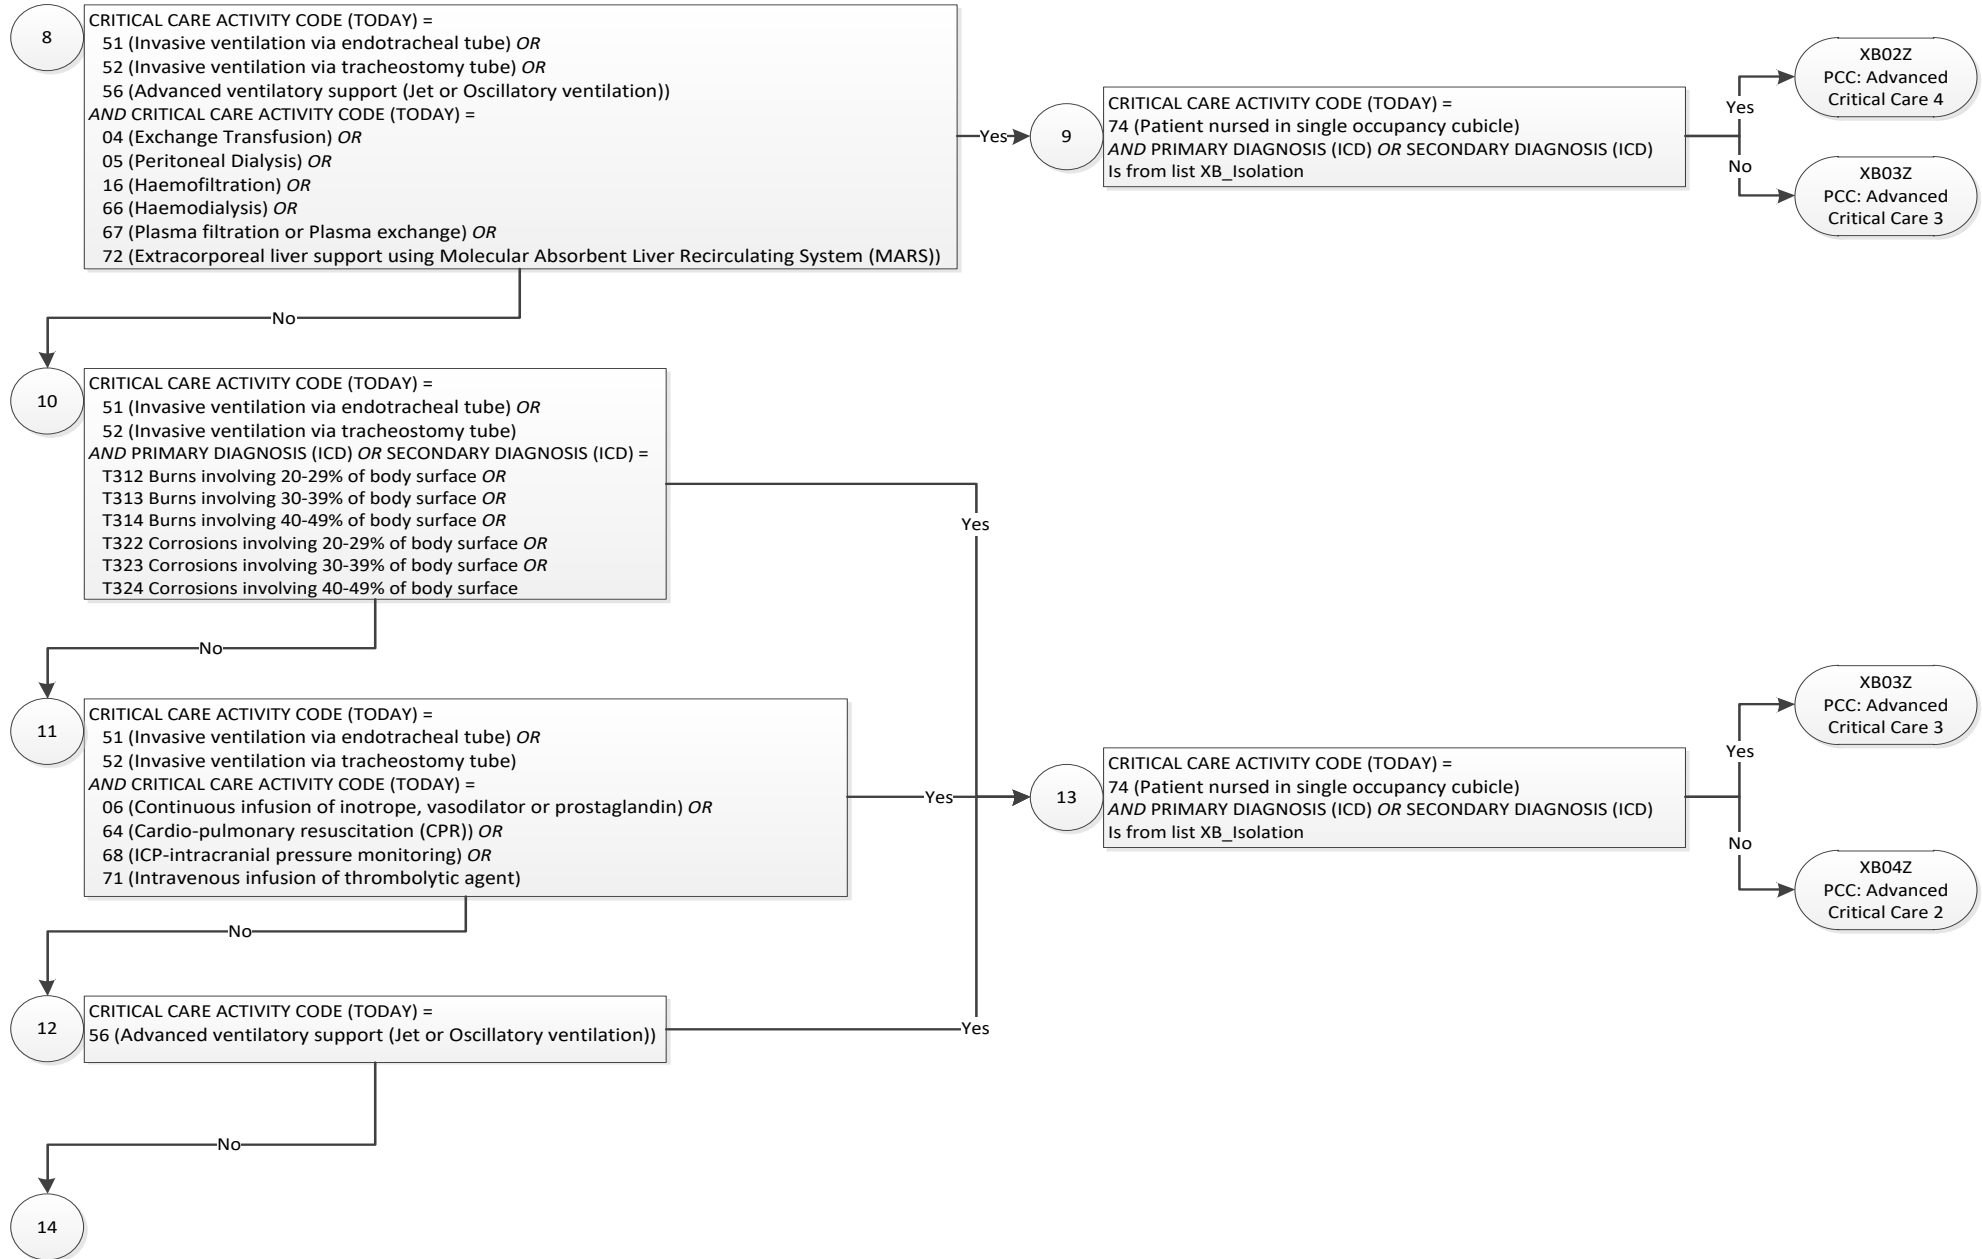 8
CRITICAL CARE ACTIVITY CODE (TODAY) =
51 (Invasive ventilation via endotracheal tube) OR
52 (Invasive ventilation via tracheostomy tube) OR
56 (Advanced ventilatory support (Jet or Oscillatory ventilation))
AND CRITICAL CARE ACTIVITY CODE (TODAY) =
04 (Exchange Transfusion) OR
05 (Peritoneal Dialysis) OR
16 (Haemofiltration) OR
66 (Haemodialysis) OR
67 (Plasma filtration or Plasma exchange) OR
72 (Extracorporeal liver support using Molecular Absorbent Liver Recirculating System (MARS))
Yes
9
CRITICAL CARE ACTIVITY CODE (TODAY) =
74 (Patient nursed in single occupancy cubicle)
AND PRIMARY DIAGNOSIS (ICD) OR SECONDARY DIAGNOSIS (ICD)
Is from list XB_Isolation
Yes
XB02Z
PCC: Advanced
Critical Care 4
No
XB03Z
PCC: Advanced
Critical Care 3
No
10
CRITICAL CARE ACTIVITY CODE (TODAY) =
51 (Invasive ventilation via endotracheal tube) OR
52 (Invasive ventilation via tracheostomy tube)
AND PRIMARY DIAGNOSIS (ICD) OR SECONDARY DIAGNOSIS (ICD) =
T312 Burns involving 20-29% of body surface OR
T313 Burns involving 30-39% of body surface OR
T314 Burns involving 40-49% of body surface OR
T322 Corrosions involving 20-29% of body surface OR
T323 Corrosions involving 30-39% of body surface OR
T324 Corrosions involving 40-49% of body surface
Yes
No
11
CRITICAL CARE ACTIVITY CODE (TODAY) =
51 (Invasive ventilation via endotracheal tube) OR
52 (Invasive ventilation via tracheostomy tube)
AND CRITICAL CARE ACTIVITY CODE (TODAY) =
06 (Continuous infusion of inotrope, vasodilator or prostaglandin) OR
64 (Cardio-pulmonary resuscitation (CPR)) OR
68 (ICP-intracranial pressure monitoring) OR
71 (Intravenous infusion of thrombolytic agent)
Yes
13
CRITICAL CARE ACTIVITY CODE (TODAY) =
74 (Patient nursed in single occupancy cubicle)
AND PRIMARY DIAGNOSIS (ICD) OR SECONDARY DIAGNOSIS (ICD)
Is from list XB_Isolation
Yes
XB03Z
PCC: Advanced
Critical Care 3
No
XB04Z
PCC: Advanced
Critical Care 2
No
12
CRITICAL CARE ACTIVITY CODE (TODAY) =
56 (Advanced ventilatory support (Jet or Oscillatory ventilation))
Yes
No
14